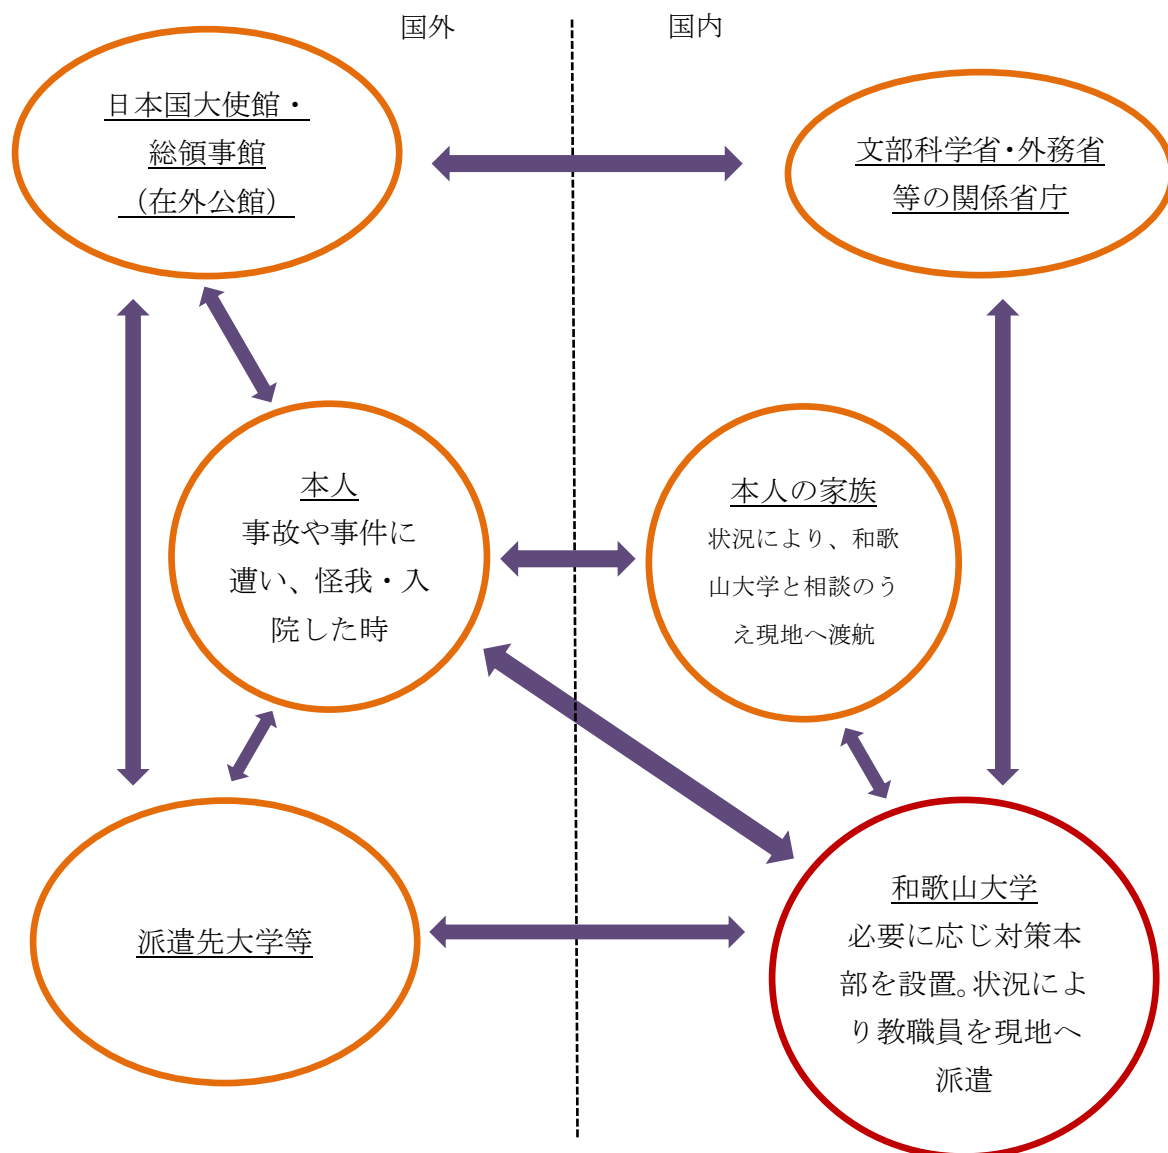 国外
国内
日本国大使館・
総領事館
（在外公館）
文部科学省・外務省
等の関係省庁
本人
事故や事件に
遭い、怪我・入
院した時
本人の家族
状況により、和歌
山大学と相談のう
え現地へ渡航
派遣先大学等
和歌山大学
必要に応じ対策本
部を設置。状況によ
り教職員を現地へ
派遣